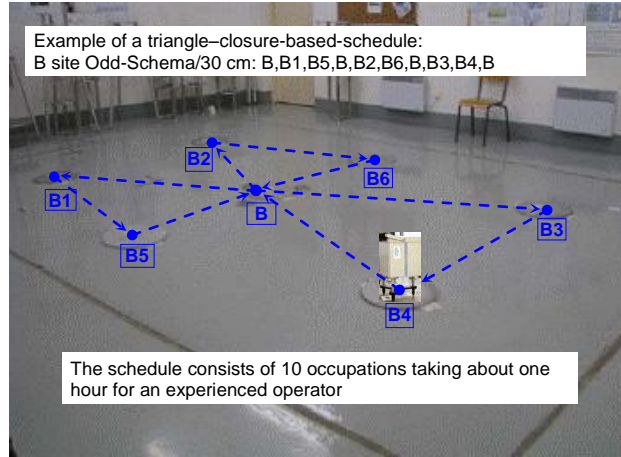 Example of a triangle–closure-based-schedule:
B site Odd-Schema/30 cm: B,B1,B5,B,B2,B6,B,B3,B4,B
B2
B6
B1
B
B3
B5
B4
The schedule consists of 10 occupations taking about one
hour for an experienced operator